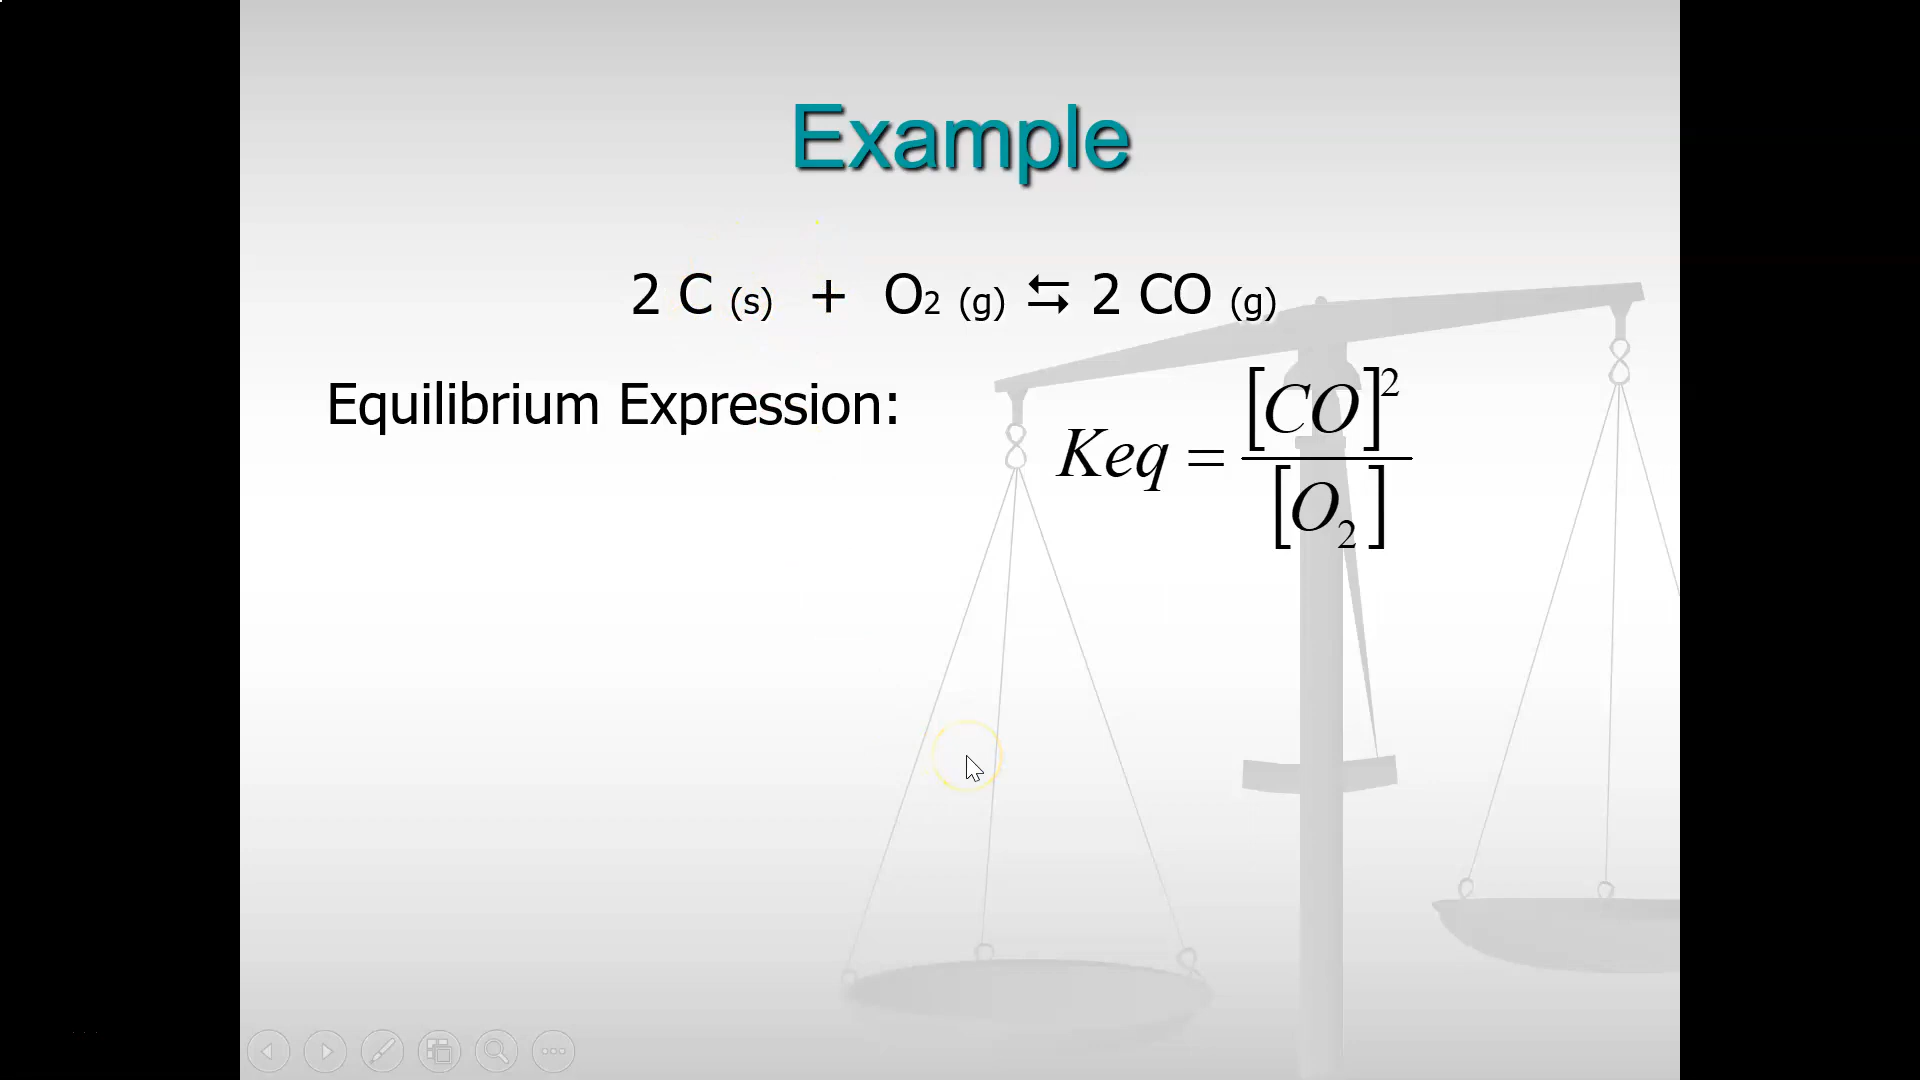 Example
2 C (s) + O2 (g) ⇆ 2 CO (g)
Equilibrium Expression:
Keq = [CO]² / [O₂]